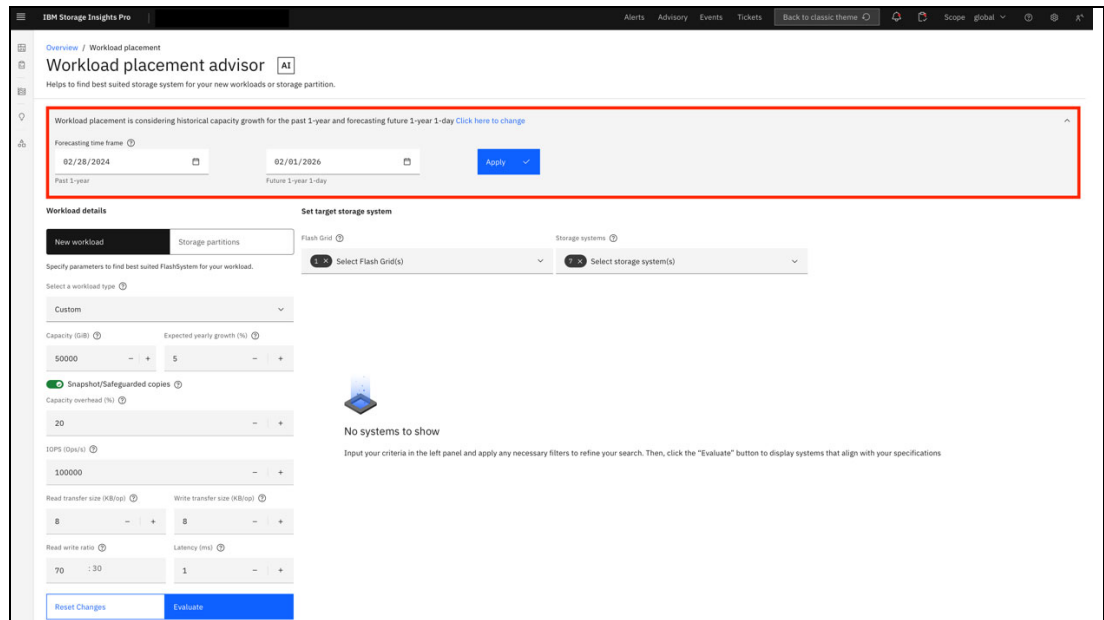 IBM Storage Insights Pro
Alerts Advisory Events Tickets Back to classic theme Scope global
Overview / Workload placement
Workload placement advisor AI
Helps to find best suited storage system for your new workloads or storage partition.
Workload placement is considering historical capacity growth for the past 1-year and forecasting future 1-year 1-day Click here to change
Forecasting time frame
02/28/2024 02/01/2026 Apply
Past 1-year Future 1-year 1-day
Workload details Set target storage system
New workload Storage partitions
Flash Grid Storage systems
1 × Select Flash Grid(s) 7 × Select storage system(s)
Specify parameters to find best suited FlashSystem for your workload.
Select a workload type
Custom
Capacity (GiB) Expected yearly growth (%)
50000 − + 5 − +
Snapshot/Safeguarded copies
Capacity overhead (%)
20 − +
No systems to show
Input your criteria in the left panel and apply any necessary filters to refine your search. Then, click the "Evaluate" button to display systems that align with your specifications
IOPS (Ops/s)
100000 − +
Read transfer size (KB/op) Write transfer size (KB/op)
8 − + 8 − +
Read write ratio Latency (ms)
70 :30 1 − +
Reset Changes Evaluate